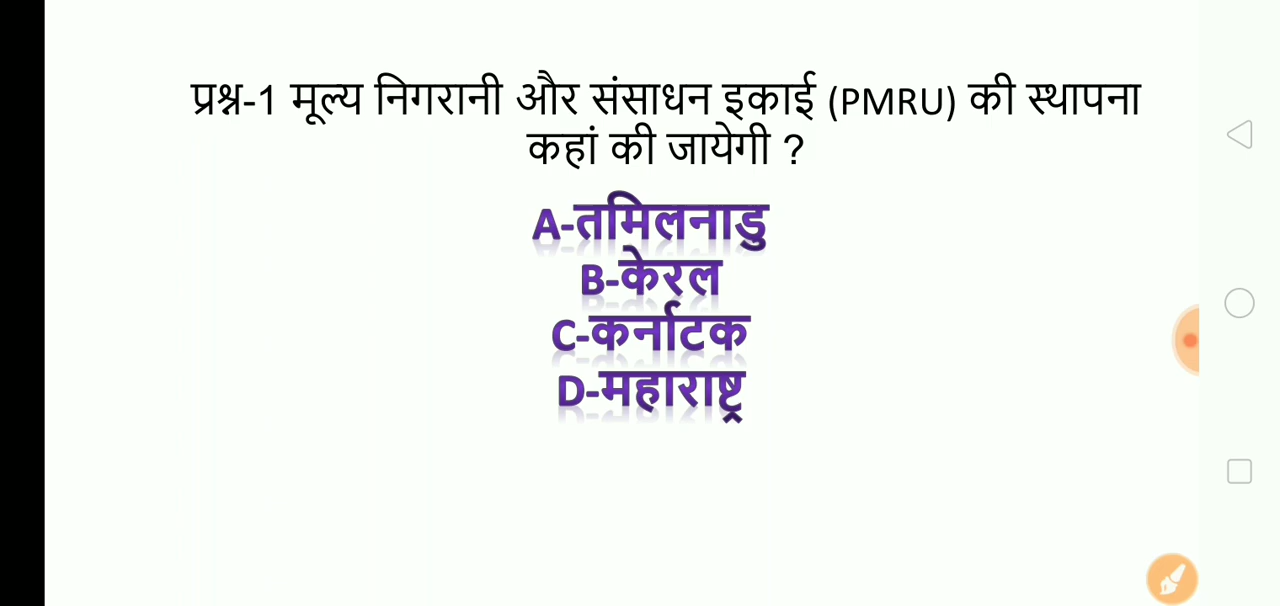 प्रश्न-1 मूल्य निगरानी और संसाधन इकाई (PMRU) की स्थापना
कहां की जायेगी ?
A-तमिलनाडु
B-केरल
C-कर्नाटक
D-महाराष्ट्र